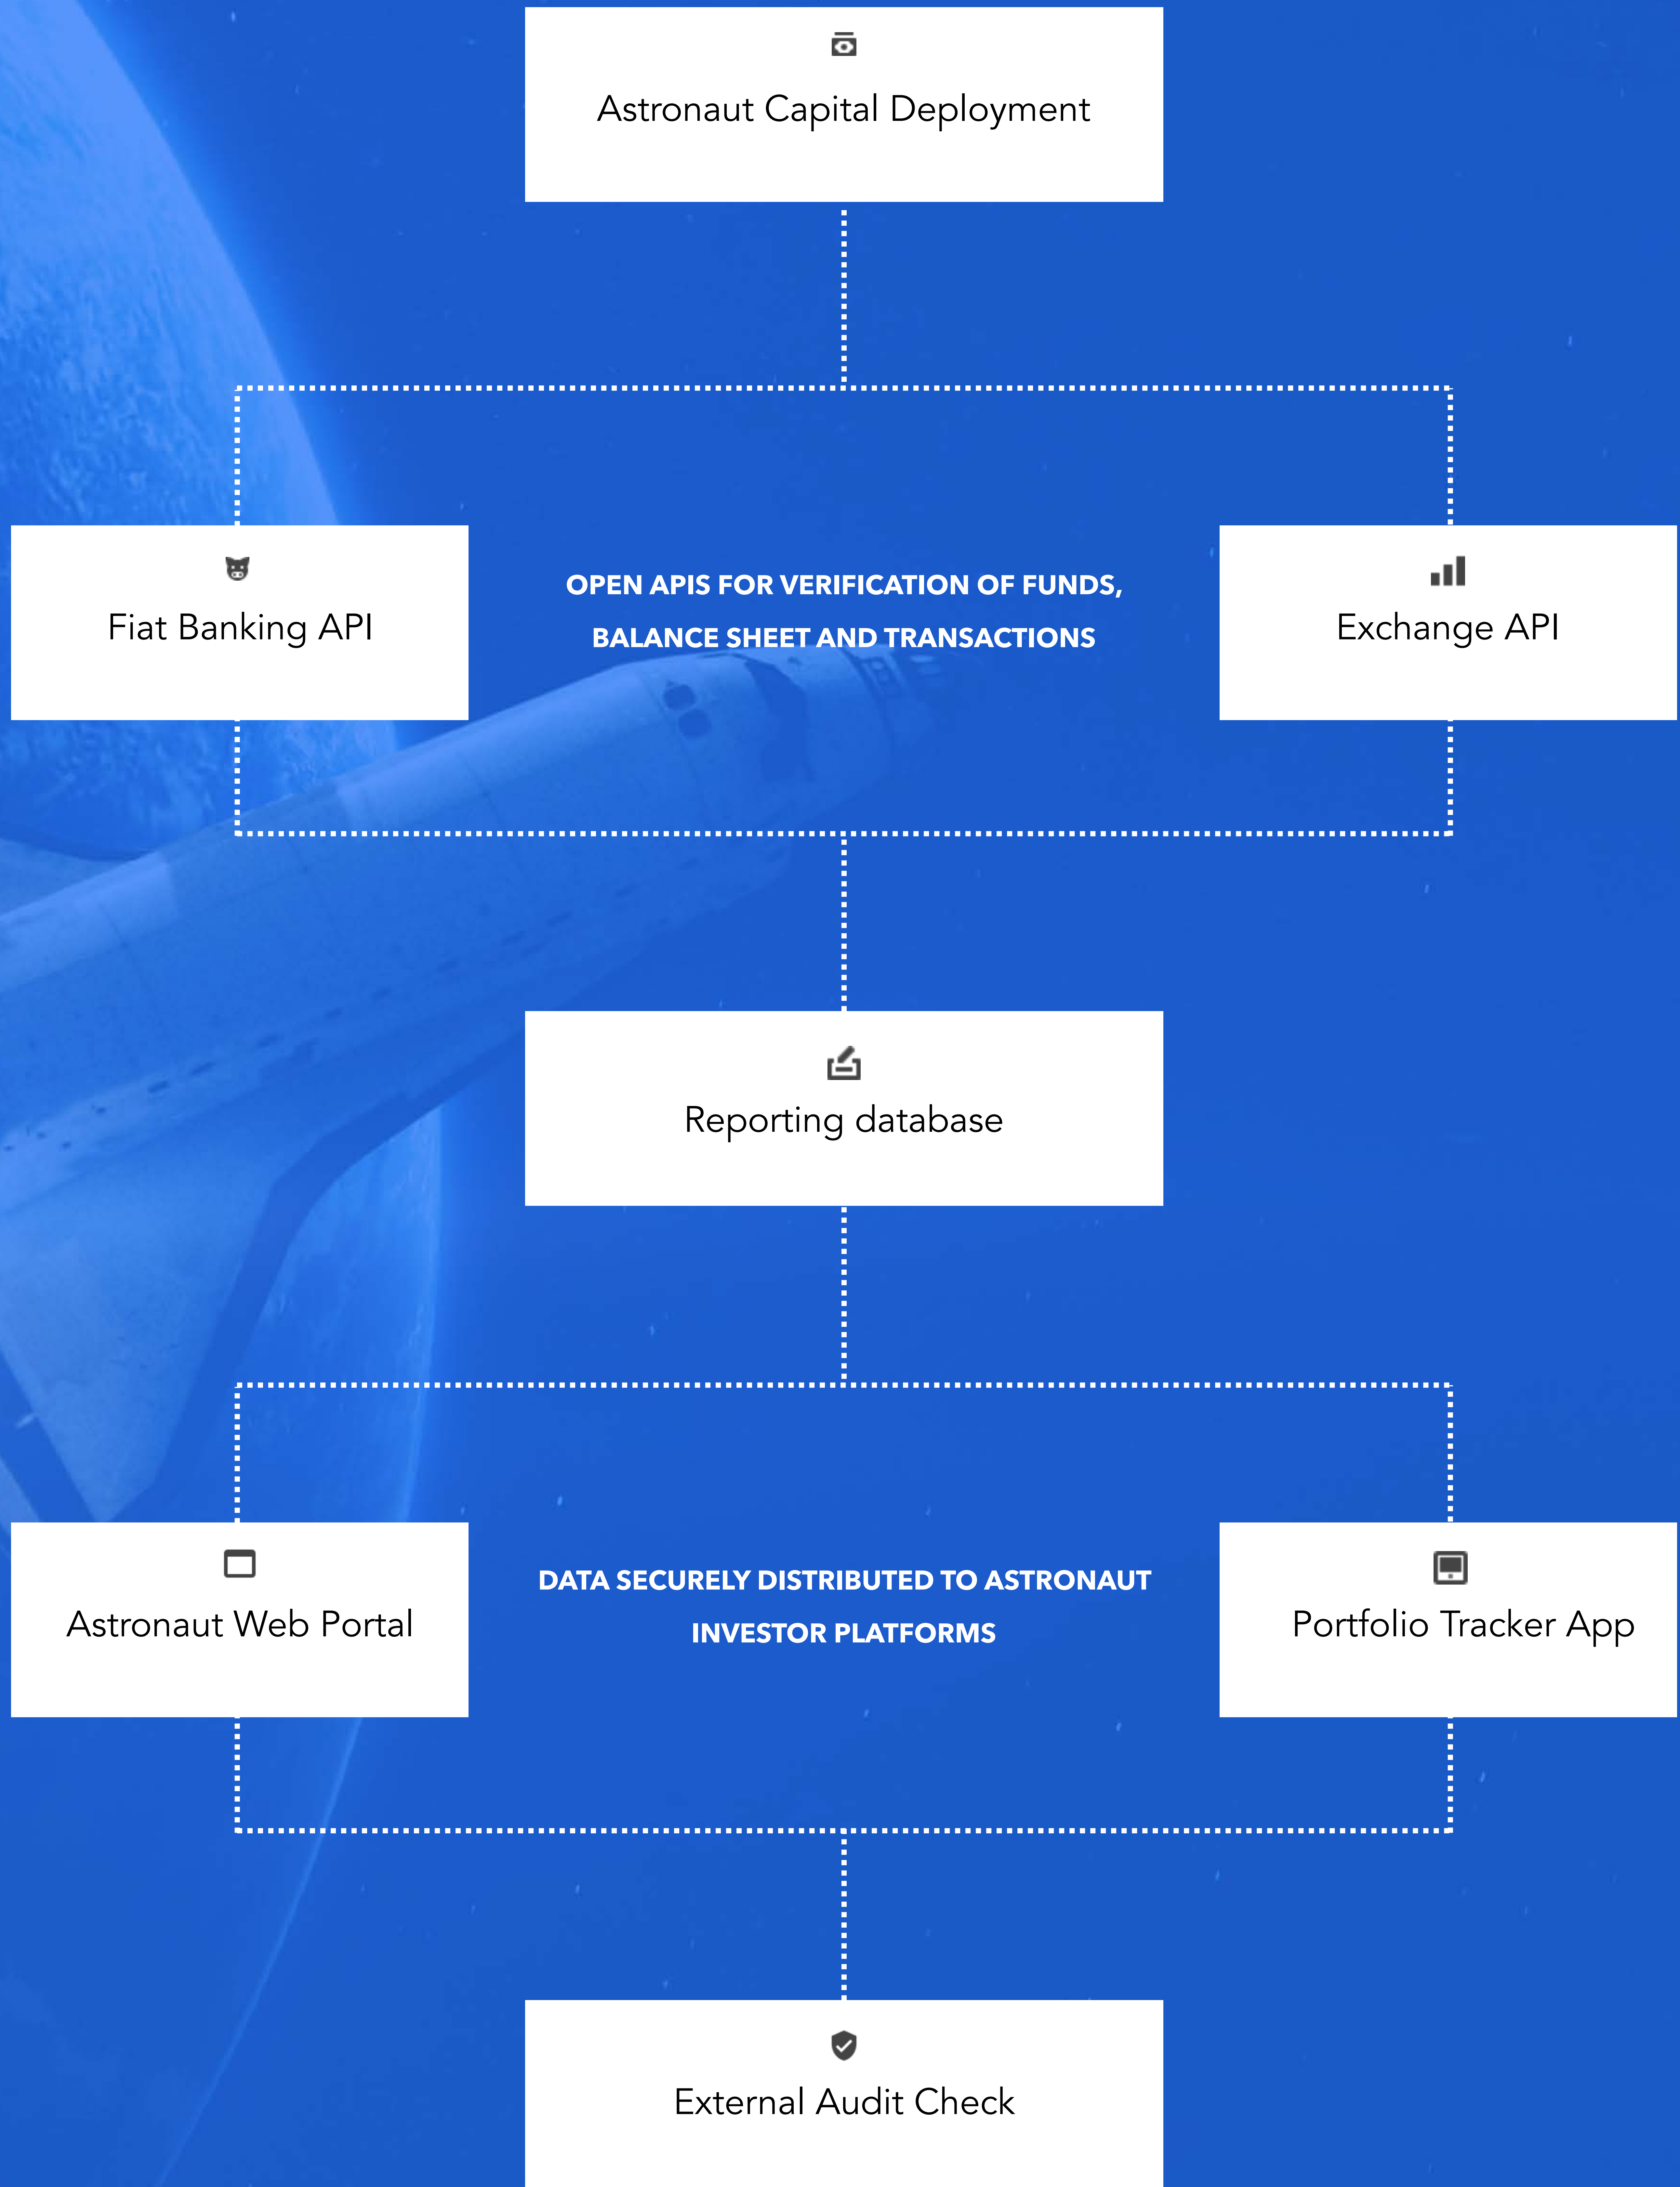 Astronaut Capital Deployment
Fiat Banking API
OPEN APIS FOR VERIFICATION OF FUNDS,
BALANCE SHEET AND TRANSACTIONS
Exchange API
Reporting database
Astronaut Web Portal
DATA SECURELY DISTRIBUTED TO ASTRONAUT
INVESTOR PLATFORMS
Portfolio Tracker App
External Audit Check